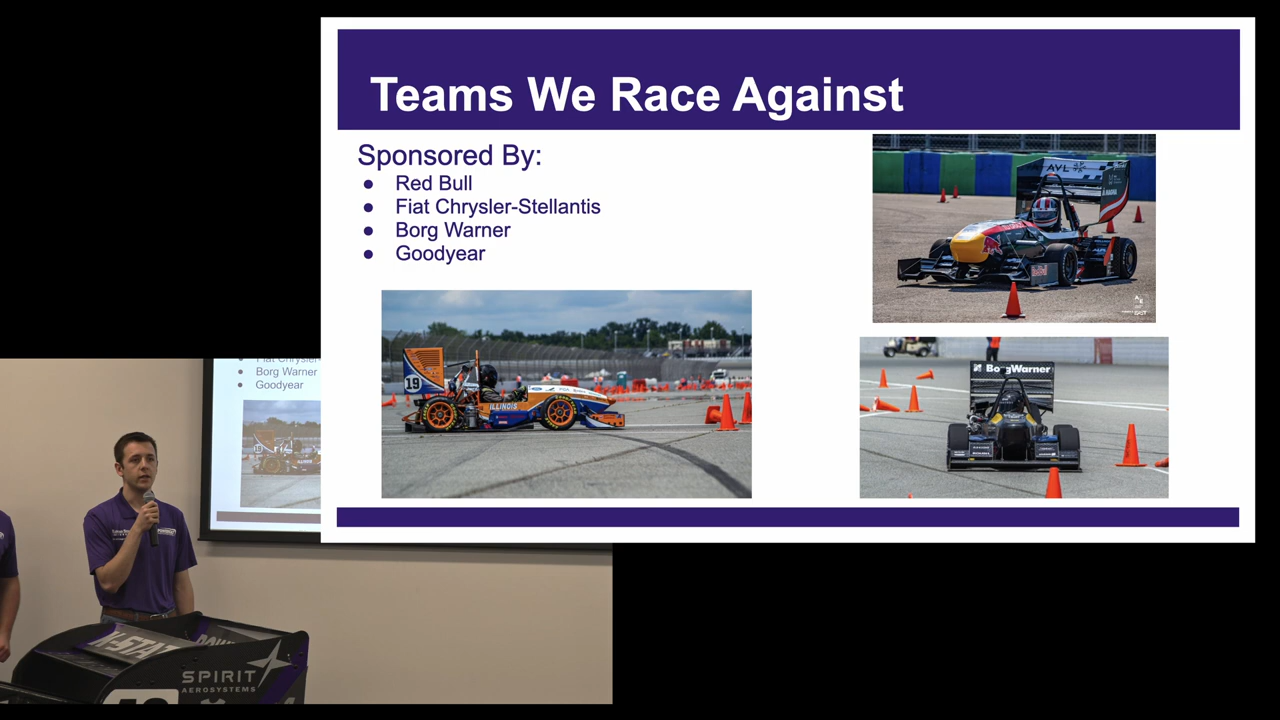 Teams We Race Against
Sponsored By:
● Red Bull
● Fiat Chrysler-Stellantis
● Borg Warner
● Goodyear
AVL
19
ILLINOIS
BorgWarner
Borg Warner
Goodyear
K-STAT
SPIRIT
AEROSYSTEMS